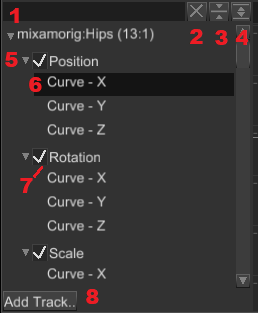 1
mixamorig:Hips (13:1)
2 3 4
5 Position
6 Curve - X
Curve - Y
Curve - Z
Rotation
7 Curve - X
Curve - Y
Curve - Z
Scale
Curve - X
Add Track.. 8